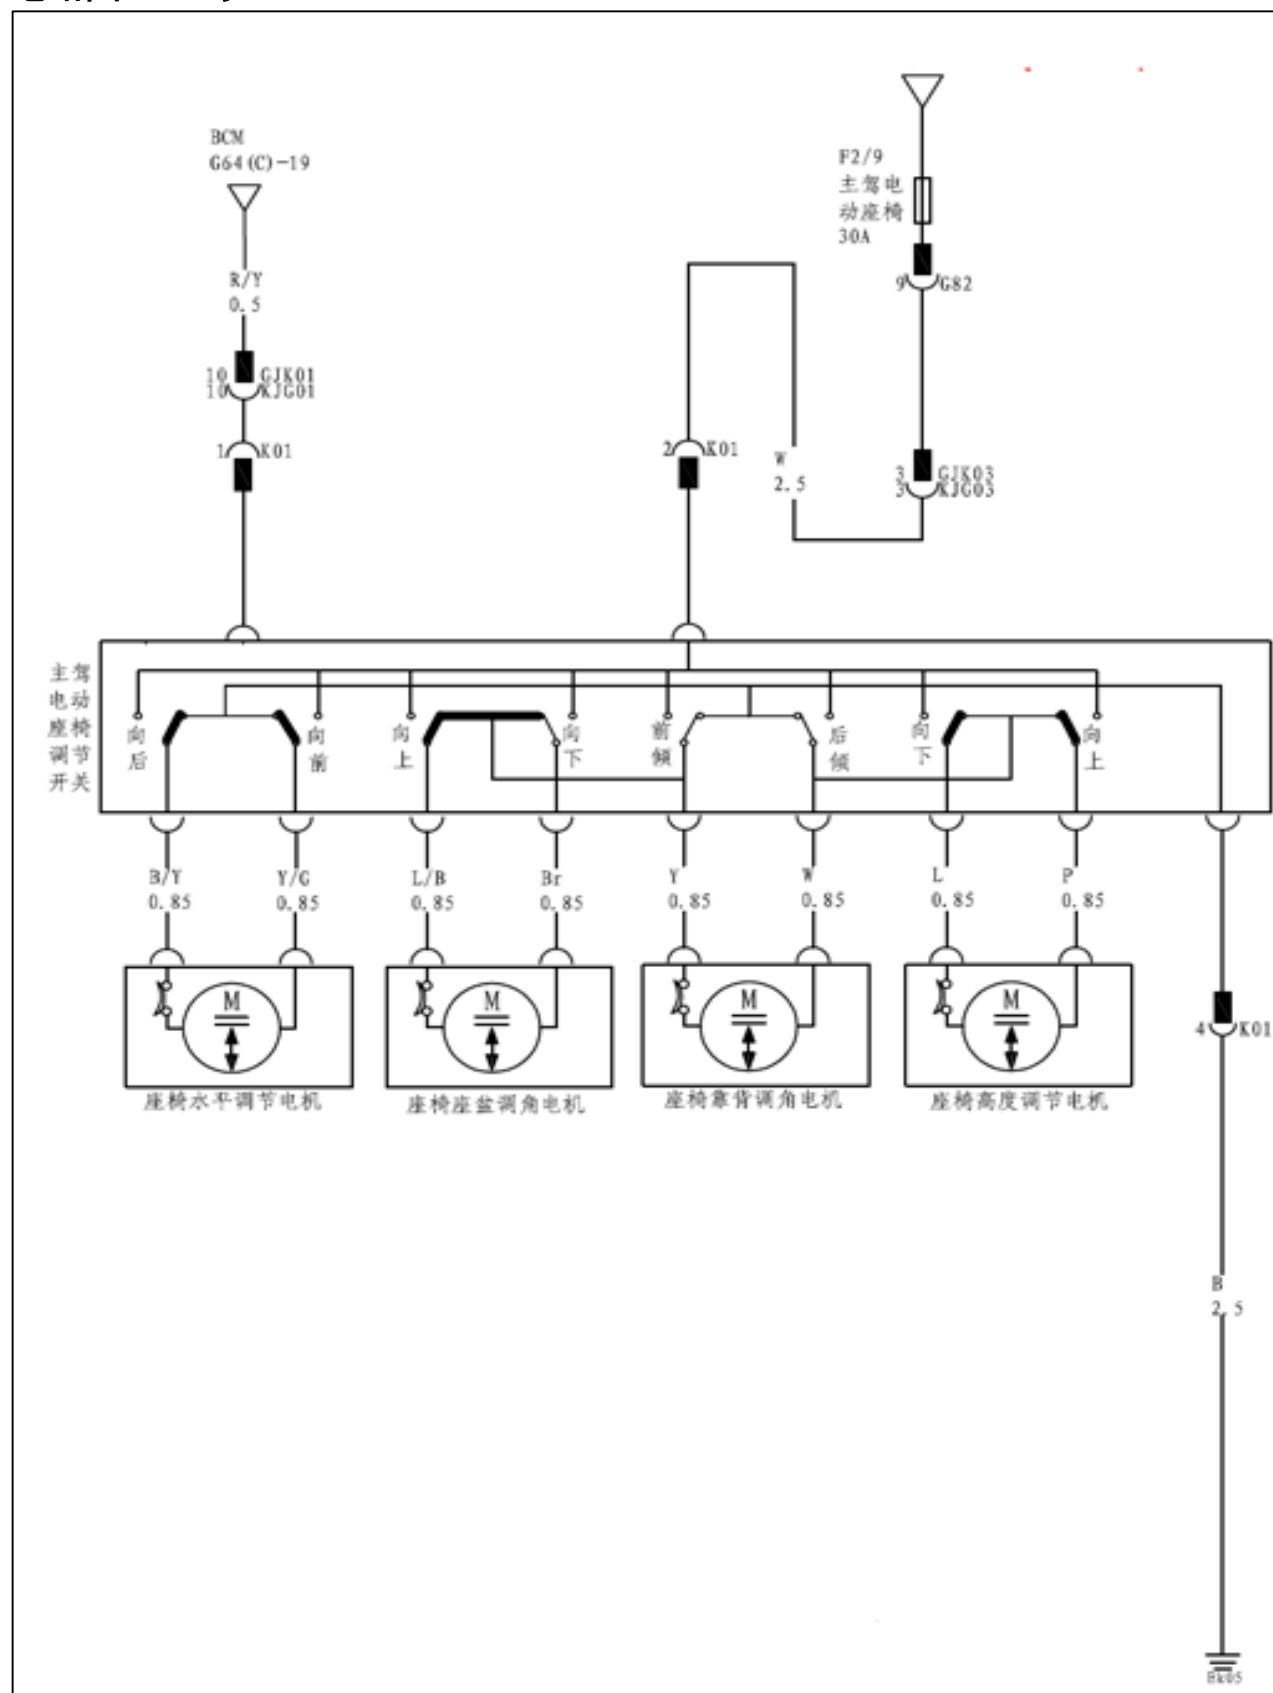 BCM
G64(C)-19
F2/9
主驾电
动座椅
30A
R/Y
0.5
9 G82
10 GJK01
10 KJG01
1 K01
2 K01
W
2.5
3 GJK03
3 KJG03
主驾
电动
座椅
调节
开关
向后
向前
向上
向下
前倾
后倾
向下
向上
B/Y
0.85
Y/G
0.85
L/B
0.85
Br
0.85
Y
0.85
W
0.85
L
0.85
P
0.85
M
M
M
M
4 K01
座椅水平调节电机
座椅座盆调角电机
座椅靠背调角电机
座椅高度调节电机
B
2.5
Ek05